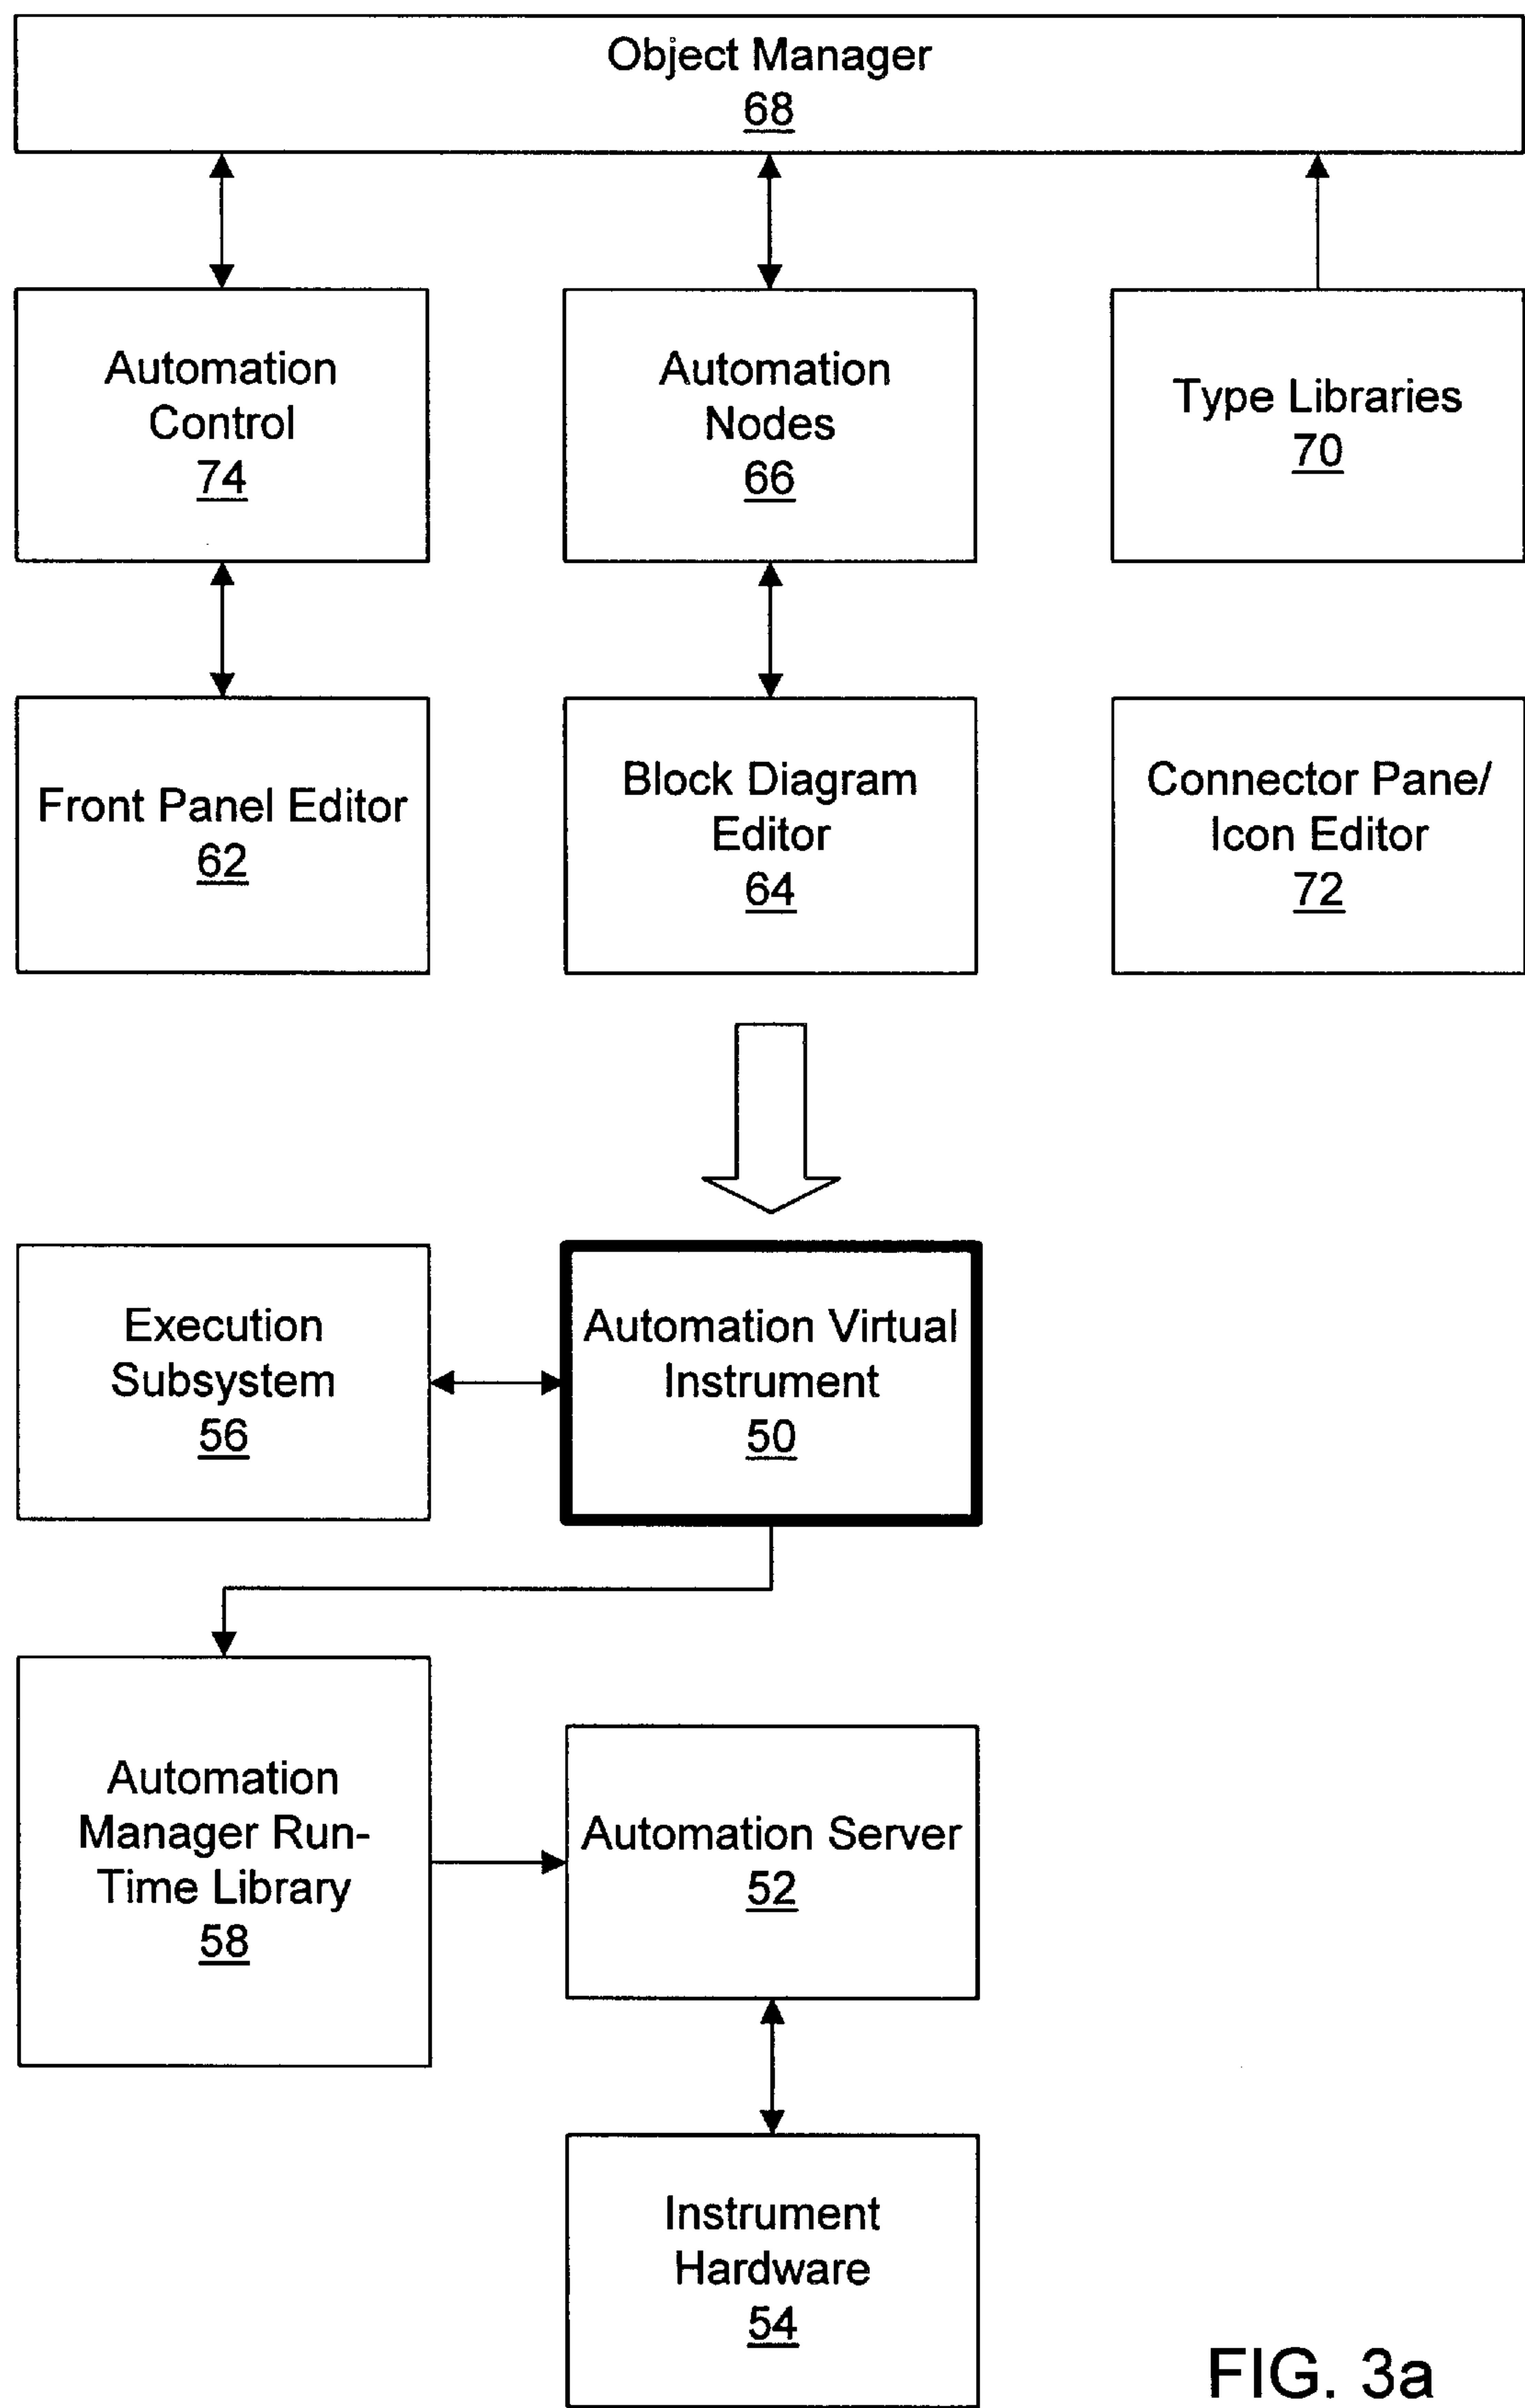 Object Manager
68
Automation
Control
74
Automation
Nodes
66
Type Libraries
70
Front Panel Editor
62
Block Diagram
Editor
64
Connector Pane/
Icon Editor
72
Execution
Subsystem
56
Automation Virtual
Instrument
50
Automation
Manager Run-
Time Library
58
Automation Server
52
Instrument
Hardware
54
FIG. 3a